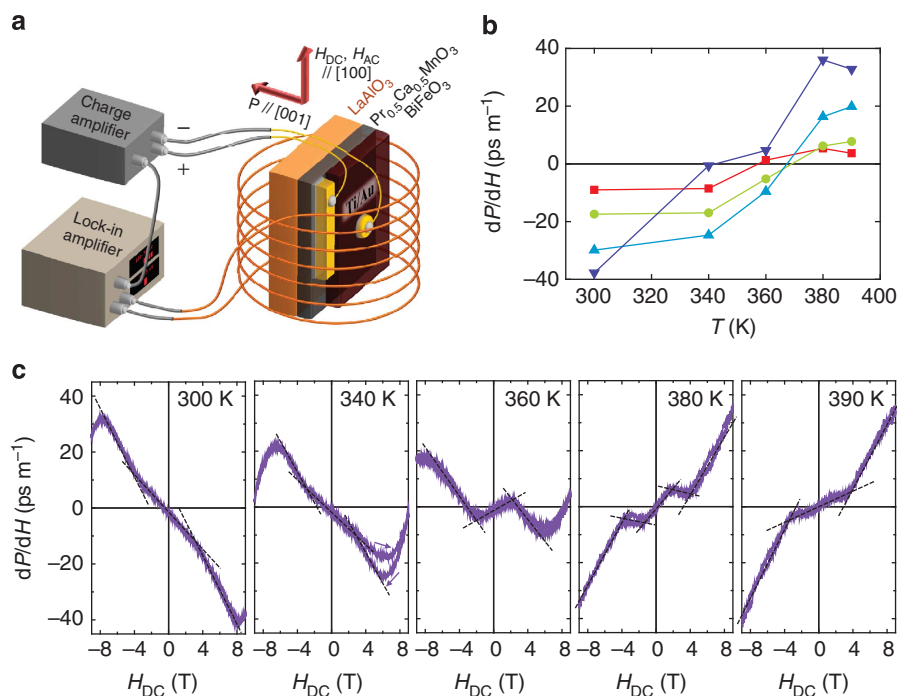 a
H_DC, H_AC
// [100]
P // [001]
LaAlO₃
Pr₀.₅Ca₀.₅MnO₃
BiFeO₃
Charge
amplifier
−
+
Ti/Au
Lock-in
amplifier
b
dP/dH (ps m⁻¹)
40
20
0
−20
−40
300 320 340 360 380 400
T (K)
c
dP/dH (ps m⁻¹)
40
20
0
−20
−40
300 K
340 K
360 K
380 K
390 K
−8 −4 0 4 8
−8 −4 0 4 8
−8 −4 0 4 8
−8 −4 0 4 8
−8 −4 0 4 8
H_DC (T)
H_DC (T)
H_DC (T)
H_DC (T)
H_DC (T)